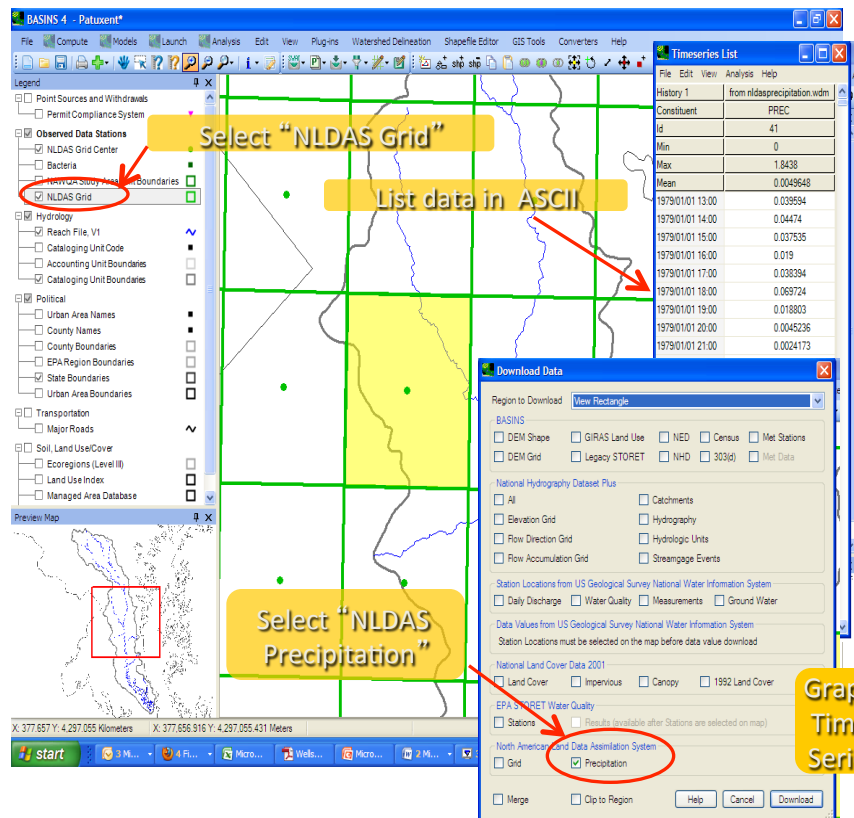 BASINS 4 - Patuxent*
File Compute Models Launch Analysis Edit View Plug-ins Watershed Delineation Shapefile Editor GIS Tools Converters Help
Legend
Point Sources and Withdrawals
Permit Compliance System
Observed Data Stations
NLDAS Grid Center
Bacteria
NAWQA Study Area Unit Boundaries
NLDAS Grid
Hydrology
Reach File, V1
Cataloging Unit Code
Accounting Unit Boundaries
Cataloging Unit Boundaries
Political
Urban Area Names
County Names
County Boundaries
EPA Region Boundaries
State Boundaries
Urban Area Boundaries
Transportation
Major Roads
Soil, Land Use/Cover
Ecoregions (Level III)
Land Use Index
Managed Area Database
Preview Map
Select “NLDAS Grid”
List data in ASCII
Select “NLDAS
Precipitation”
Timeseries List
File Edit View Analysis Help
History 1 from nldasprecipitation.wdm
Constituent PREC
Id 41
Min 0
Max 1.8438
Mean 0.0049648
1979/01/01 13:00 0.039594
1979/01/01 14:00 0.04474
1979/01/01 15:00 0.037535
1979/01/01 16:00 0.019
1979/01/01 17:00 0.038394
1979/01/01 18:00 0.069724
1979/01/01 19:00 0.018803
1979/01/01 20:00 0.0045236
1979/01/01 21:00 0.0024173
Download Data
Region to Download View Rectangle
BASINS
DEM Shape GIRAS Land Use NED Census Met Stations
DEM Grid Legacy STORET NHD 303(d) Met Data
National Hydrography Dataset Plus
All Catchments
Elevation Grid Hydrography
Flow Direction Grid Hydrologic Units
Flow Accumulation Grid Streamgage Events
Station Locations from US Geological Survey National Water Information System
Daily Discharge Water Quality Measurements Ground Water
Data Values from US Geological Survey National Water Information System
Station Locations must be selected on the map before data value download
National Land Cover Data 2001
Land Cover Impervious Canopy 1992 Land Cover
EPA STORET Water Quality
Stations Results (available after Stations are selected on map)
North American Land Data Assimilation System
Grid Precipitation
Merge Clip to Region Help Cancel Download
Grap
Tim
Seri
X: 377.657 Y: 4,297.055 Kilometers X: 377,656.916 Y: 4,297,055.431 Meters
start 3 Mi... 4 Fi... Micro... Wells... Micro... 2 Mi...